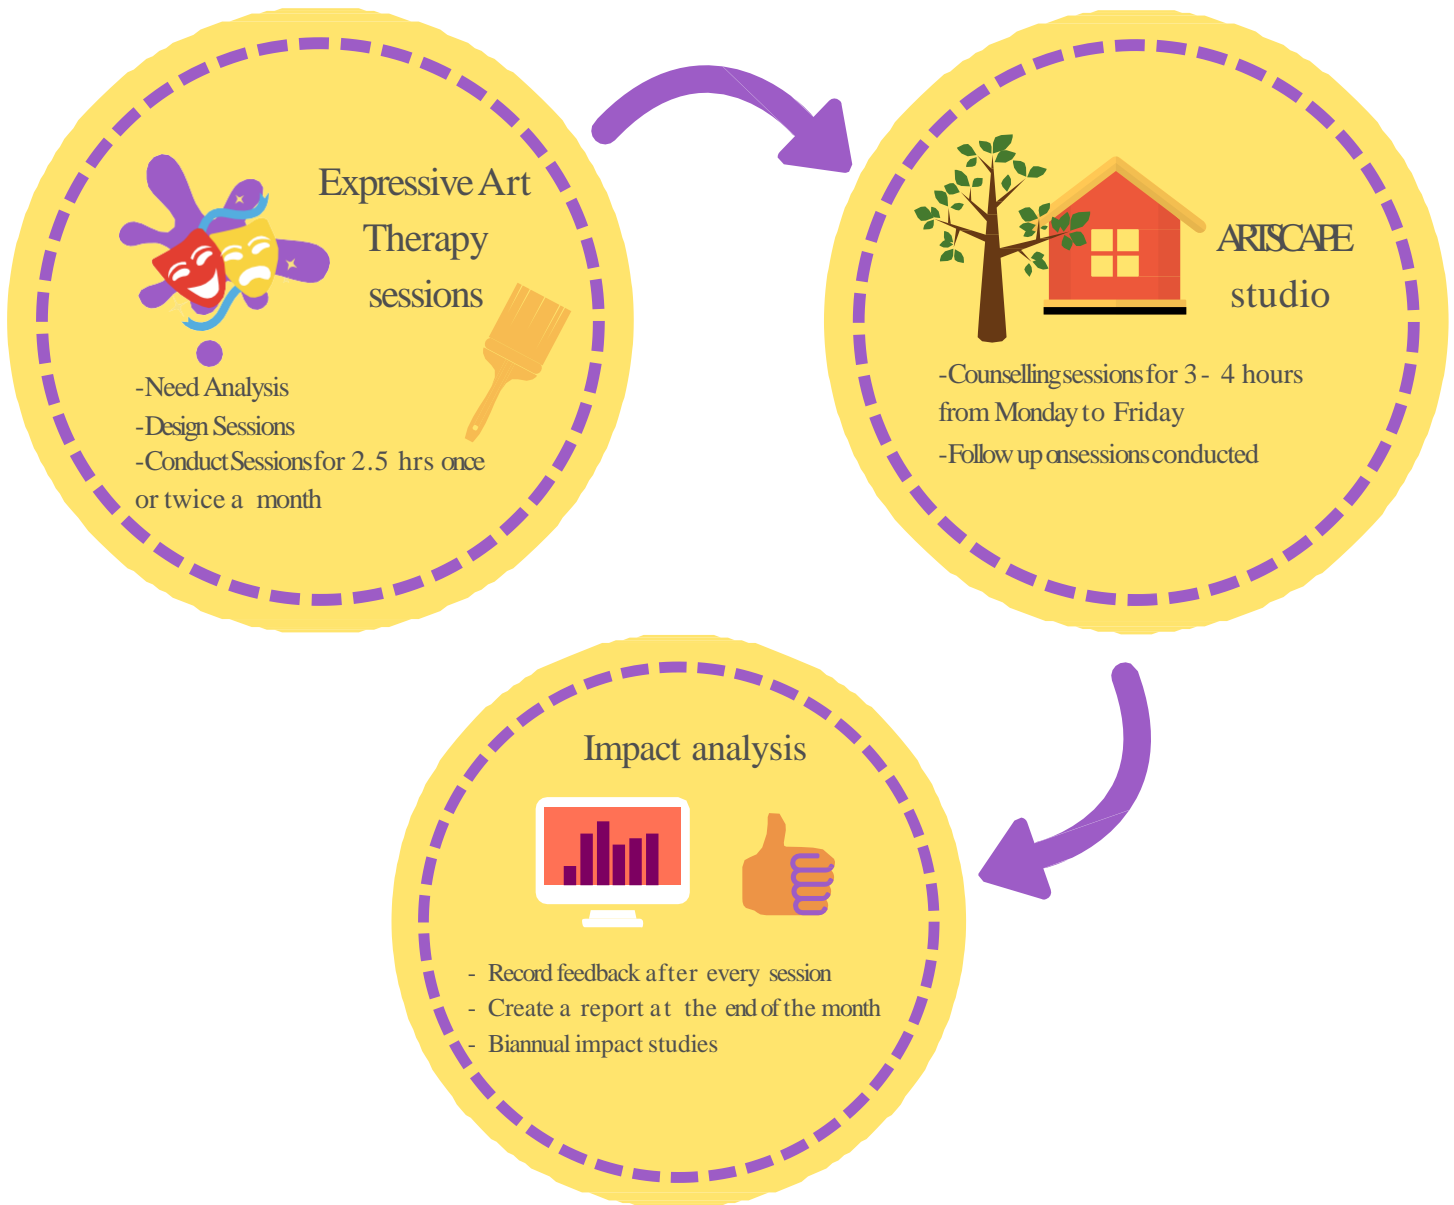 Expressive Art
Therapy
sessions
-Need Analysis
-Design Sessions
-Conduct Sessions for 2.5 hrs once
or twice a month
ARTSCAPE
studio
-Counselling sessions for 3 - 4 hours
from Monday to Friday
-Follow up on sessions conducted
Impact analysis
- Record feedback after every session
- Create a report at the end of the month
- Biannual impact studies